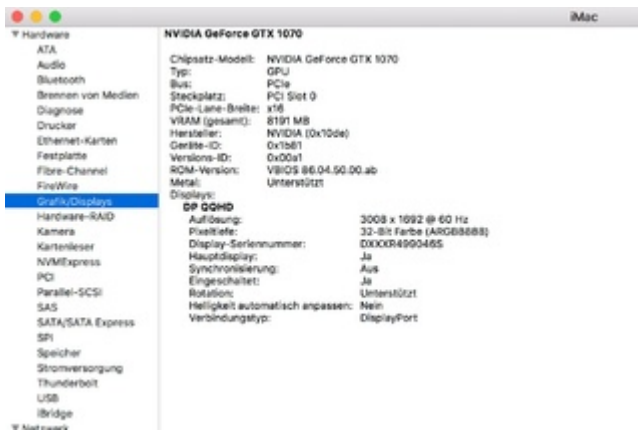 iMac
▼ Hardware
ATA
Audio
Bluetooth
Brennen von Medien
Diagnose
Drucker
Ethernet-Karten
Festplatte
Fibre-Channel
FireWire
Grafik/Displays
Hardware-RAID
Kamera
Kartenleser
NVMExpress
PCI
Parallel-SCSI
SAS
SATA/SATA Express
SPI
Speicher
Stromversorgung
Thunderbolt
USB
iBridge
▼ Netzwerk
NVIDIA GeForce GTX 1070
Chipsatz-Modell: NVIDIA GeForce GTX 1070
Typ: GPU
Bus: PCIe
Steckplatz: PCI Slot 0
PCIe-Lane-Breite: x16
VRAM (gesamt): 8191 MB
Hersteller: NVIDIA (0x10de)
Geräte-ID: 0x1b81
Versions-ID: 0x00a1
ROM-Version: VBIOS 86.04.50.00.ab
Metal: Unterstützt
Displays:
DP QQHD
Auflösung: 3008 x 1692 @ 60 Hz
Pixeltiefe: 32-Bit Farbe (ARGB8888)
Display-Seriennummer: DXXXR499046S
Hauptdisplay: Ja
Synchronisierung: Aus
Eingeschaltet: Ja
Rotation: Unterstützt
Helligkeit automatisch anpassen: Nein
Verbindungstyp: DisplayPort